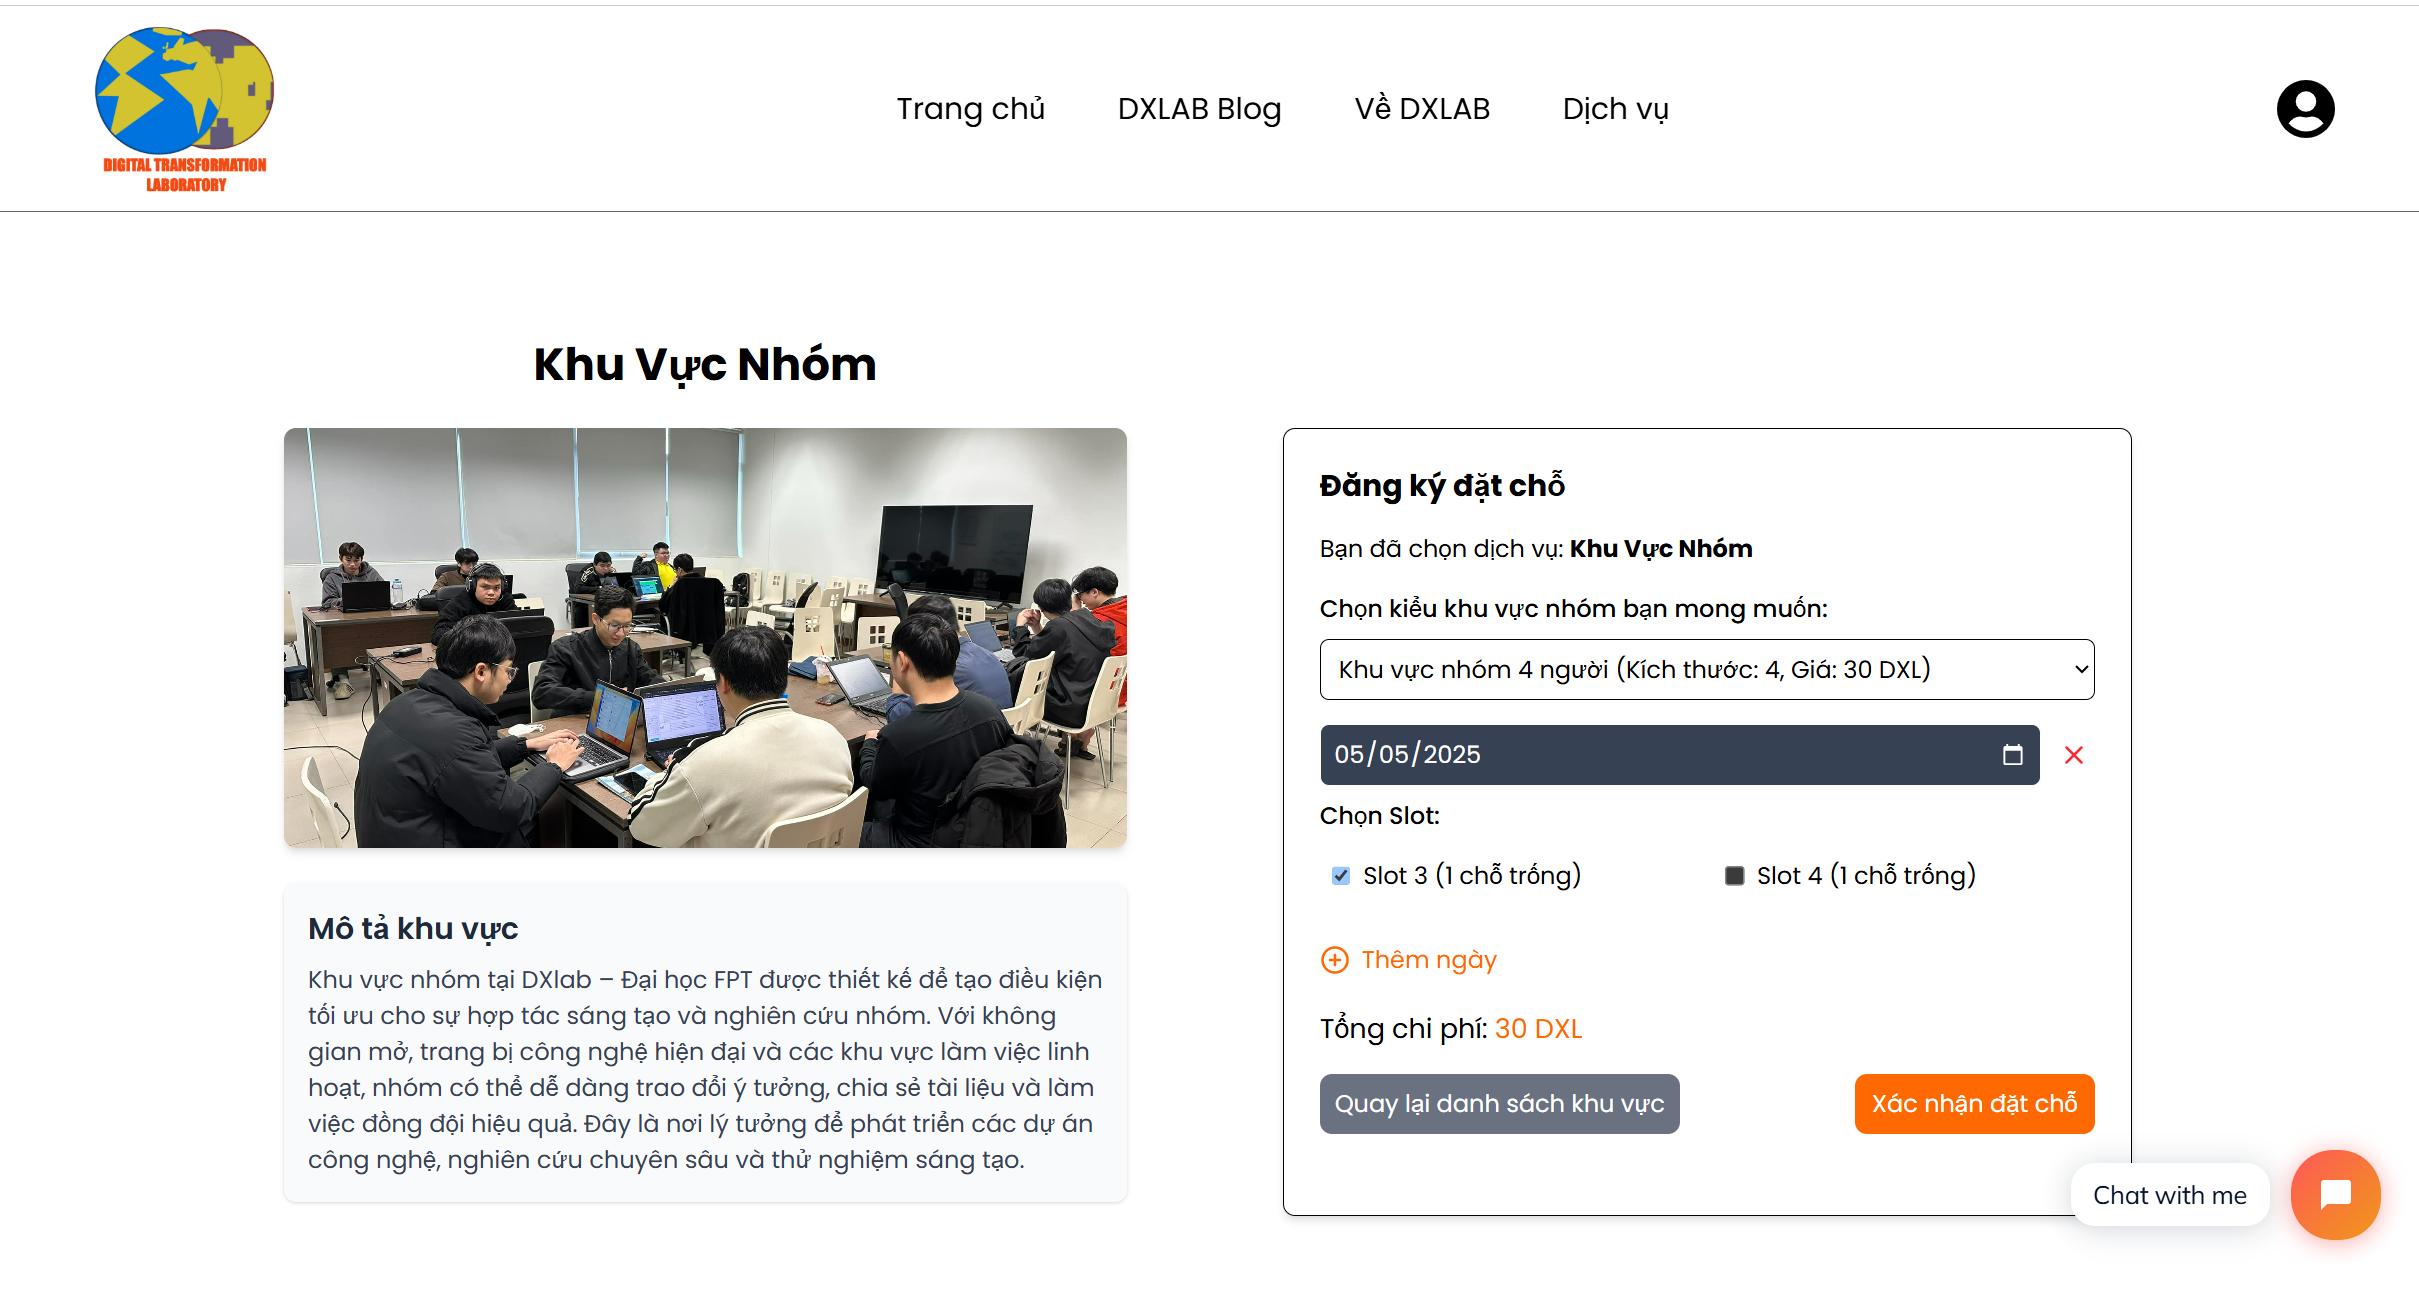 DIGITAL TRANSFORMATION
LABORATORY
Trang chủ
DXLAB Blog
Về DXLAB
Dịch vụ
Khu Vực Nhóm
Mô tả khu vực
Khu vực nhóm tại DXlab – Đại học FPT được thiết kế để tạo điều kiện
tối ưu cho sự hợp tác sáng tạo và nghiên cứu nhóm. Với không
gian mở, trang bị công nghệ hiện đại và các khu vực làm việc linh
hoạt, nhóm có thể dễ dàng trao đổi ý tưởng, chia sẻ tài liệu và làm
việc đồng đội hiệu quả. Đây là nơi lý tưởng để phát triển các dự án
công nghệ, nghiên cứu chuyên sâu và thử nghiệm sáng tạo.
Đăng ký đặt chỗ
Bạn đã chọn dịch vụ: Khu Vực Nhóm
Chọn kiểu khu vực nhóm bạn mong muốn:
Khu vực nhóm 4 người (Kích thước: 4, Giá: 30 DXL)
05/05/2025
Chọn Slot:
Slot 3 (1 chỗ trống)
Slot 4 (1 chỗ trống)
Thêm ngày
Tổng chi phí: 30 DXL
Quay lại danh sách khu vực
Xác nhận đặt chỗ
Chat with me